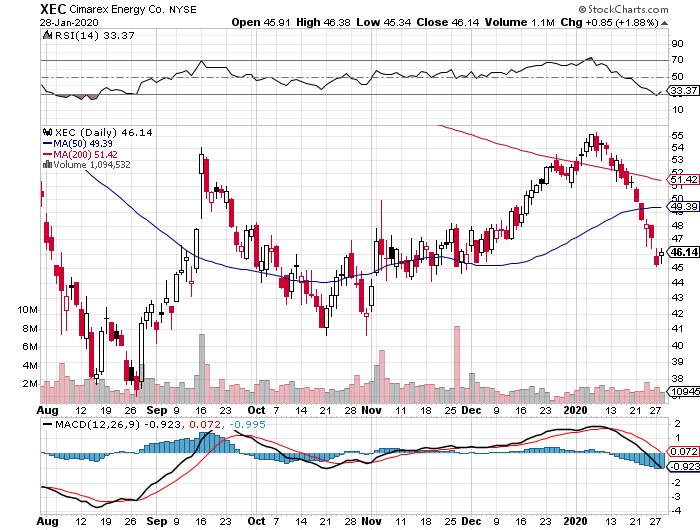 XEC Cimarex Energy Co. NYSE © StockCharts.com
28-Jan-2020 Open 45.91 High 46.38 Low 45.34 Close 46.14 Volume 1.1M Chg +0.85 (+1.88%)
RSI(14) 33.37
90
70
50
33.37
30
10
XEC (Daily) 46.14
MA(50) 49.39
MA(200) 51.42
Volume 1,094,532
55
54
53
52
51.42
50
49.39
48
47
46.14
45
44
43
42
41
40
39
38
37
10M
8M
6M
4M
2M
10945
Aug 12 19 26 Sep 9 16 23 Oct 7 14 21 28 Nov 11 18 25 Dec 9 16 23 2020 13 21 27
MACD(12,26,9) -0.923, 0.072, -0.995
2
1
0.072
-0.923
-2
-3
-4
Aug 12 19 26 Sep 9 16 23 Oct 7 14 21 28 Nov 11 18 25 Dec 9 16 23 2020 13 21 27